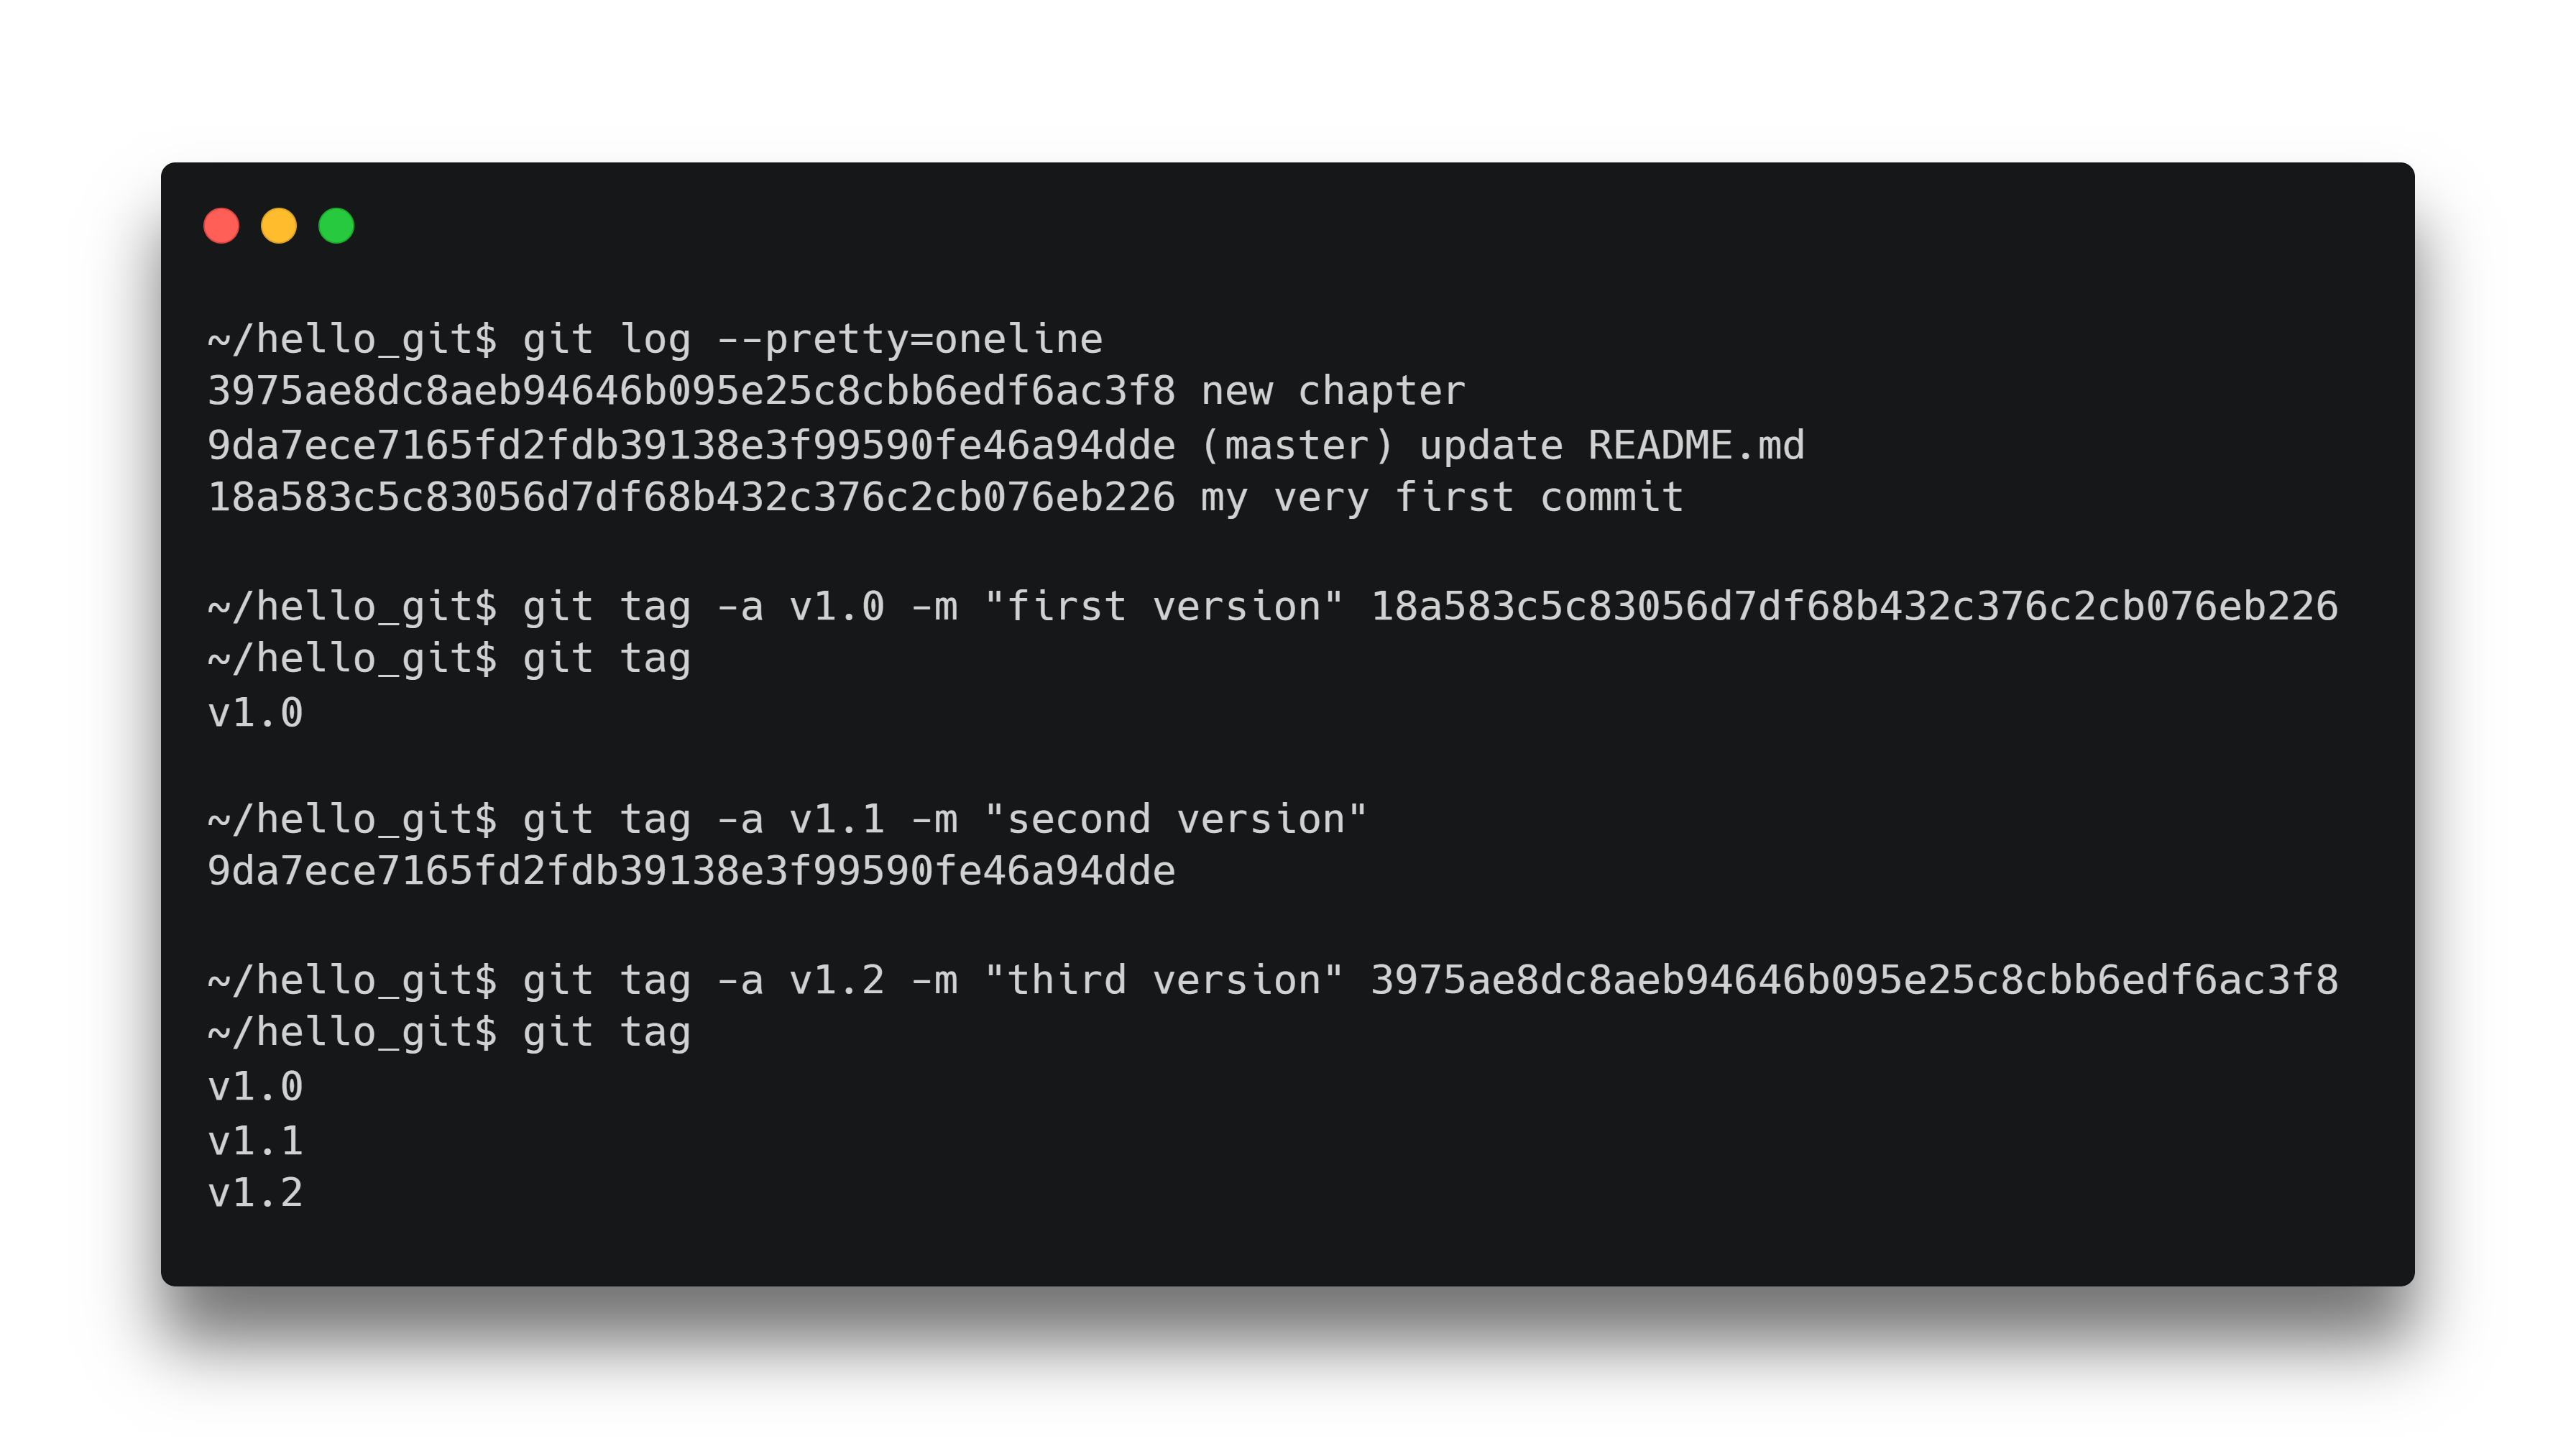 ~/hello_git$ git log --pretty=oneline
3975ae8dc8aeb94646b095e25c8cbb6edf6ac3f8 new chapter
9da7ece7165fd2fdb39138e3f99590fe46a94dde (master) update README.md
18a583c5c83056d7df68b432c376c2cb076eb226 my very first commit
~/hello_git$ git tag -a v1.0 -m "first version" 18a583c5c83056d7df68b432c376c2cb076eb226
~/hello_git$ git tag
v1.0
~/hello_git$ git tag -a v1.1 -m "second version"
9da7ece7165fd2fdb39138e3f99590fe46a94dde
~/hello_git$ git tag -a v1.2 -m "third version" 3975ae8dc8aeb94646b095e25c8cbb6edf6ac3f8
~/hello_git$ git tag
v1.0
v1.1
v1.2